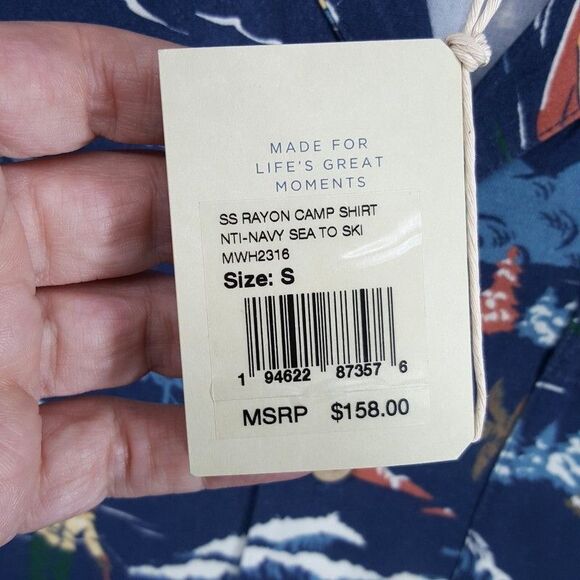 MADE FOR
LIFE'S GREAT
MOMENTS
SS RAYON CAMP SHIRT
NTI-NAVY SEA TO SKI
MWH2316
Size: S
1 94622 87357 6
MSRP $158.00